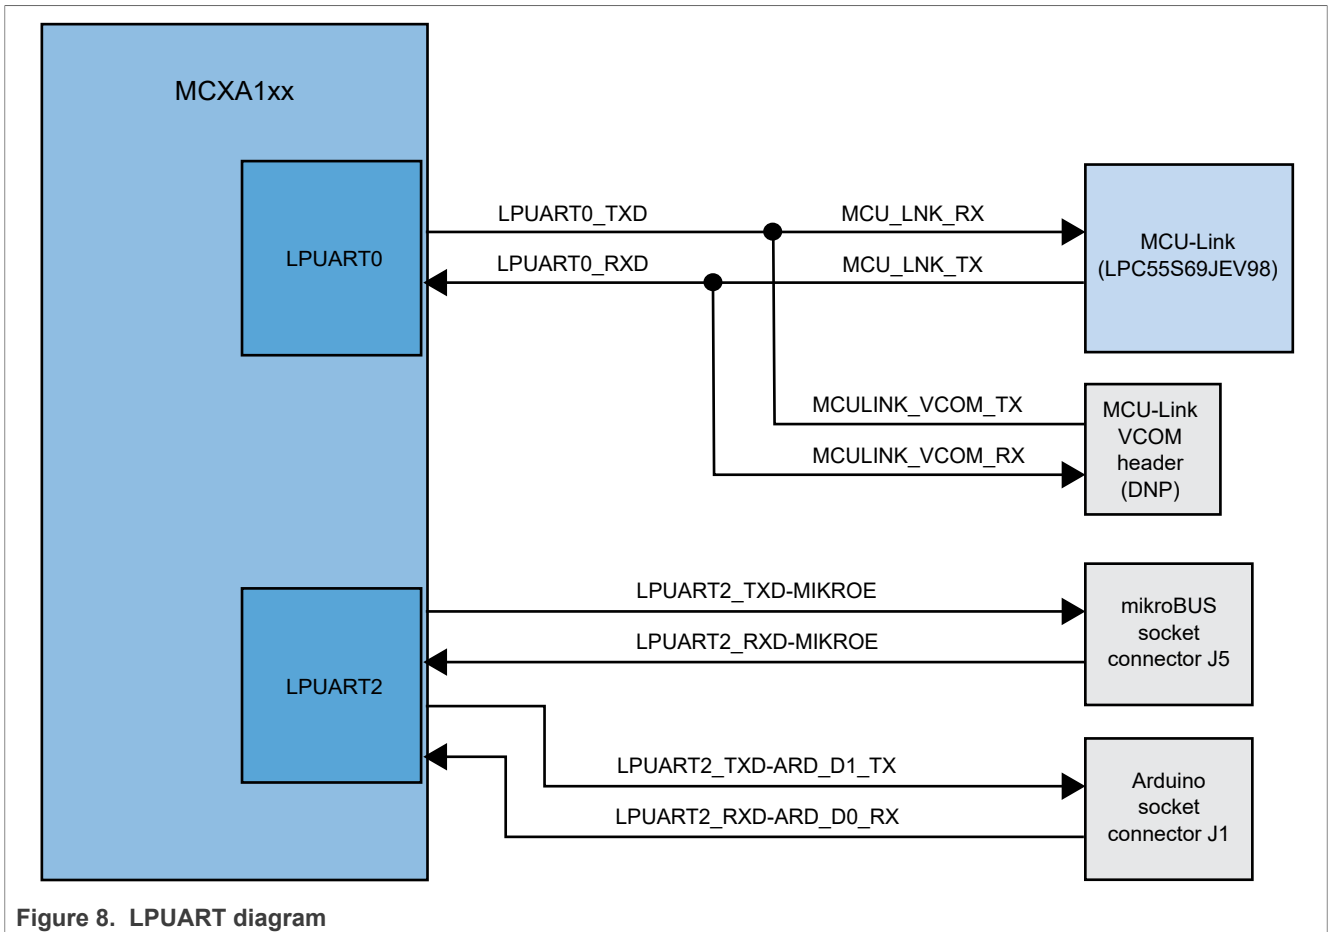 MCXA1xx
LPUART0
LPUART0_TXD
MCU_LNK_RX
LPUART0_RXD
MCU_LNK_TX
MCU-Link
(LPC55S69JEV98)
MCULINK_VCOM_TX
MCULINK_VCOM_RX
MCU-Link
VCOM
header
(DNP)
LPUART2
LPUART2_TXD-MIKROE
LPUART2_RXD-MIKROE
mikroBUS
socket
connector J5
LPUART2_TXD-ARD_D1_TX
LPUART2_RXD-ARD_D0_RX
Arduino
socket
connector J1
Figure 8. LPUART diagram